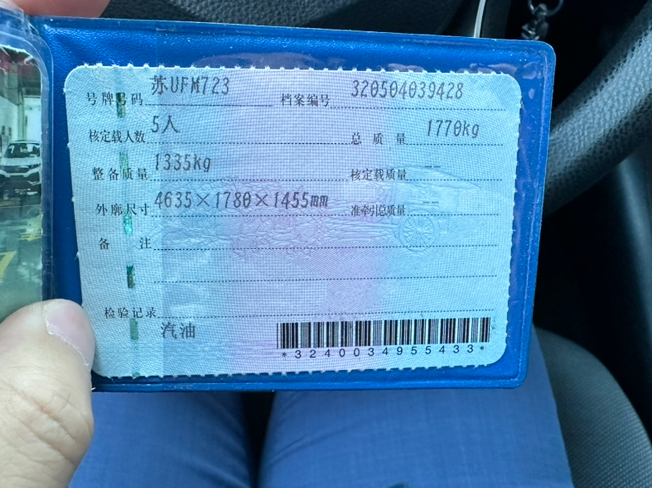 号牌号码 苏UFM723 档案编号 320504039428
核定载人数 5人 总质量 1770kg
整备质量 1335kg 核定载质量 --
外廓尺寸 4635×1780×1455mm 准牵引总质量 --
备注
检验记录
汽油
*3240034955433*